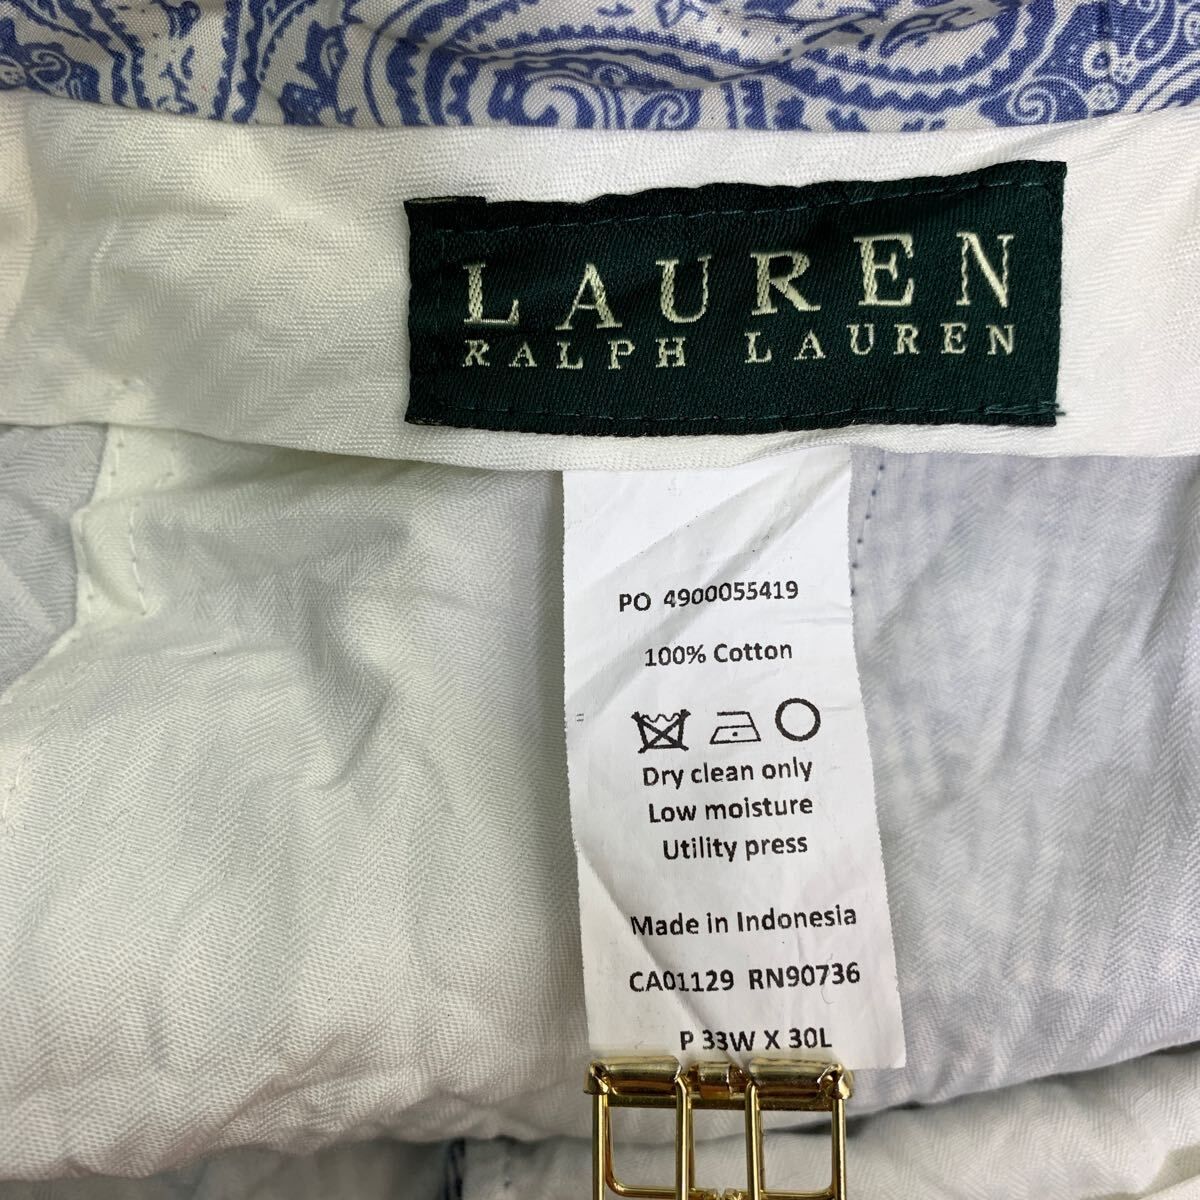 LAUREN
RALPH LAUREN
PO 4900055419
100% Cotton
Dry clean only
Low moisture
Utility press
Made in Indonesia
CA01129 RN90736
P 33W X 30L